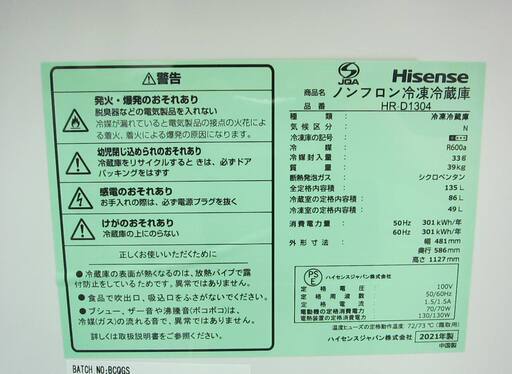 警告
発火・爆発のおそれあり
脱臭器などの電気製品を入れない
冷媒が漏れていると電気製品の接点の火花に
よる着火、着火り爆発の原因になります。
幼児閉じ込められのおそれあり
冷蔵庫をリサイクルするときは、必ずドア
パッキングをはずす
感電のおそれあり
お手入れの際は、必ず電源プラグを抜く
けがのおそれあり
冷蔵庫の上にのらない
正しくお使いいただくために
●冷蔵庫の表面が熱くなるのは、放熱パイプで露
付防止をしているためです。異常ではありません。
●食品で吹出口、吸込口をふさがないでください。
●プシュー、ザー音や沸騰音(ポコポコ)は、
冷媒(ガス)の流れる音で、異常ではありません。
詳しくは取扱説明書をお読みください。
BATCH NO:BCQGS
JQA
Hisense
商品名 ノンフロン冷凍冷蔵庫
品番 HR-D1304
種類 冷凍冷蔵庫
気候区分 N
冷凍庫の記号
冷媒 R600a
冷媒封入量 33g
質量 39kg
断熱発泡ガス シクロペンタン
全定格内容積 135L
冷蔵室の定格内容積 86L
冷凍室の定格内容積 49L
消費電力量 50Hz 301kWh/年
60Hz 301kWh/年
外形寸法 幅 481mm
奥行 586mm
高さ 1127mm
PSE
ハイセンスジャパン株式会社
定格電圧 100V
定格周波数 50/60Hz
定格電流 1.5/1.5A
電動機の定格消費電力 70/70W
電熱装置の定格消費電力 130/130W
温度ヒューズの定格動作温度 72/73℃(霜取用)
ハイセンスジャパン株式会社
2021年製
中国製